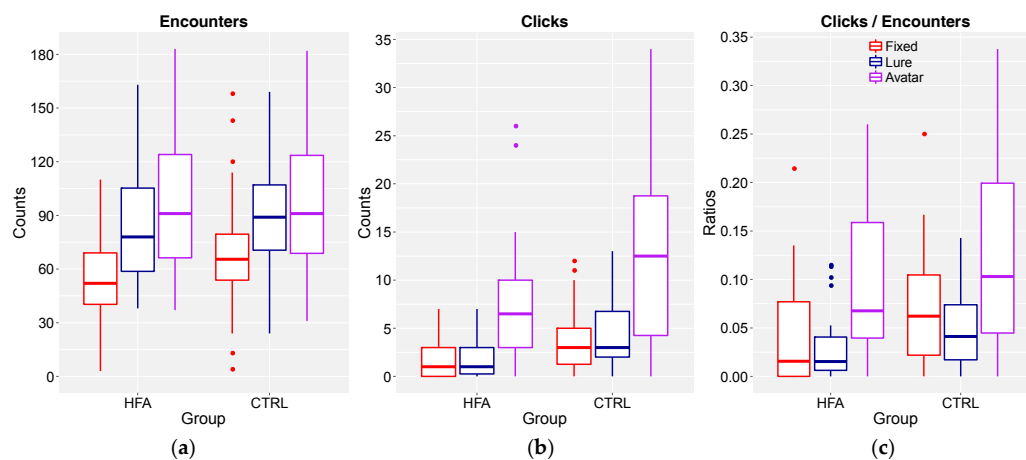 Encounters
Counts
180
150
120
90
60
30
0
HFA
CTRL
Group
(a)
Clicks
Counts
35
30
25
20
15
10
5
0
HFA
CTRL
Group
(b)
Clicks / Encounters
Ratios
0.35
0.30
0.25
0.20
0.15
0.10
0.05
0.00
Fixed
Lure
Avatar
HFA
CTRL
Group
(c)